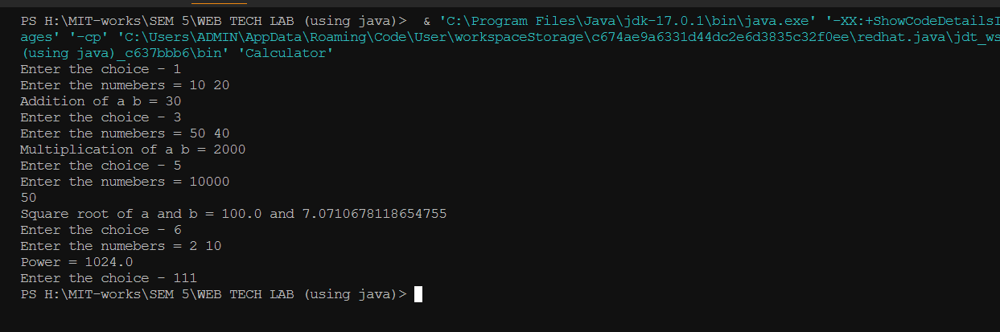 PS H:\MIT-works\SEM 5\WEB TECH LAB (using java)>  & 'C:\Program Files\Java\jdk-17.0.1\bin\java.exe' '-XX:+ShowCodeDetailsI
ages' '-cp' 'C:\Users\ADMIN\AppData\Roaming\Code\User\workspaceStorage\c674ae9a6331d44dc2e6d3835c32f0ee\redhat.java\jdt_ws
(using java)_c637bbb6\bin' 'Calculator'
Enter the choice - 1
Enter the numebers = 10 20
Addition of a b = 30
Enter the choice - 3
Enter the numebers = 50 40
Multiplication of a b = 2000
Enter the choice - 5
Enter the numebers = 10000
50
Square root of a and b = 100.0 and 7.0710678118654755
Enter the choice - 6
Enter the numebers = 2 10
Power = 1024.0
Enter the choice - 111
PS H:\MIT-works\SEM 5\WEB TECH LAB (using java)>